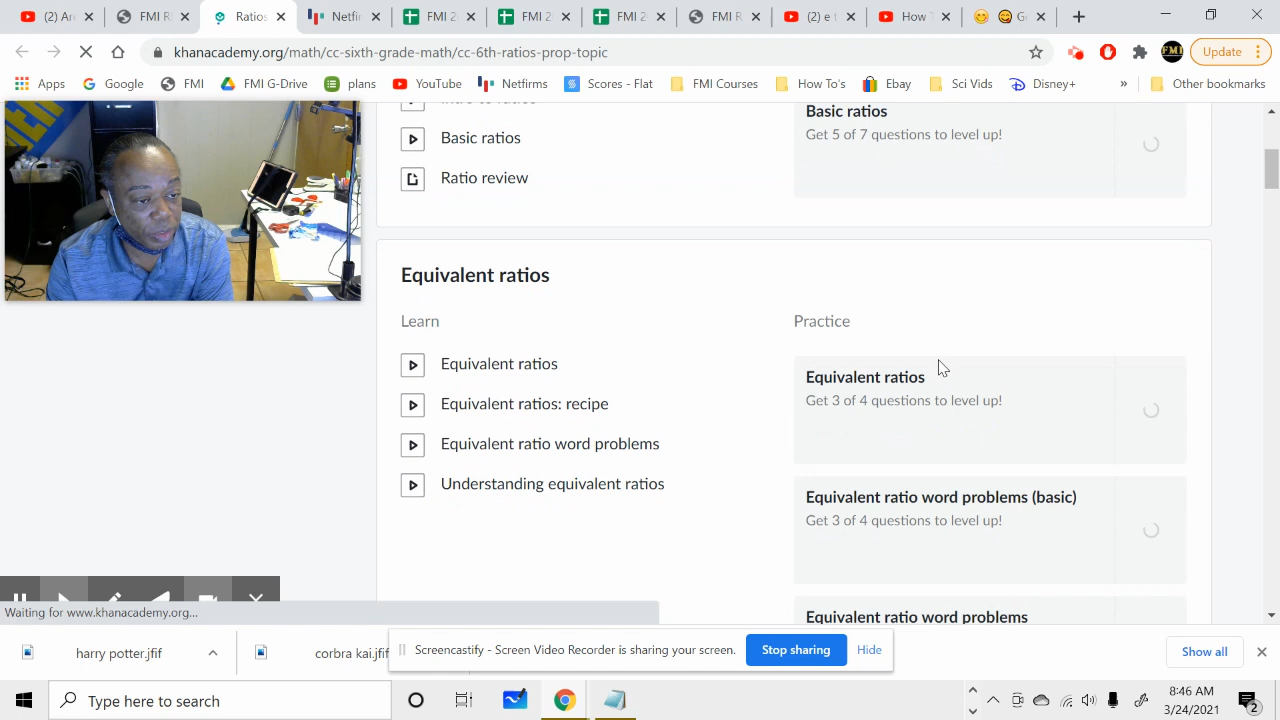 (2) An
FMI R
Ratios
Netfir
FMI 2
FMI 2
FMI 2
FMI R
(2) e t
How T
G
khanacademy.org/math/cc-sixth-grade-math/cc-6th-ratios-prop-topic
FMI
Update
Apps
Google
FMI
FMI G-Drive
plans
YouTube
Netfirms
Scores - Flat
FMI Courses
How To's
Ebay
Sci Vids
Disney+
»
Other bookmarks
Intro to ratios
Basic ratios
Ratio review
Basic ratios
Get 5 of 7 questions to level up!
Equivalent ratios
Learn
Equivalent ratios
Equivalent ratios: recipe
Equivalent ratio word problems
Understanding equivalent ratios
Practice
Equivalent ratios
Get 3 of 4 questions to level up!
Equivalent ratio word problems (basic)
Get 3 of 4 questions to level up!
Equivalent ratio word problems
Waiting for www.khanacademy.org...
harry potter.jfif
corbra kai.jfif
Screencastify - Screen Video Recorder is sharing your screen.
Stop sharing
Hide
Show all
Type here to search
8:46 AM
3/24/2021
2